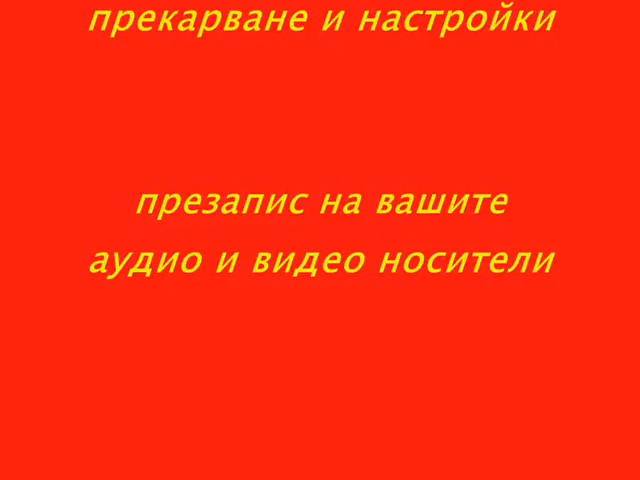 прекарване и настройки
презапис на вашите
аудио и видео носители